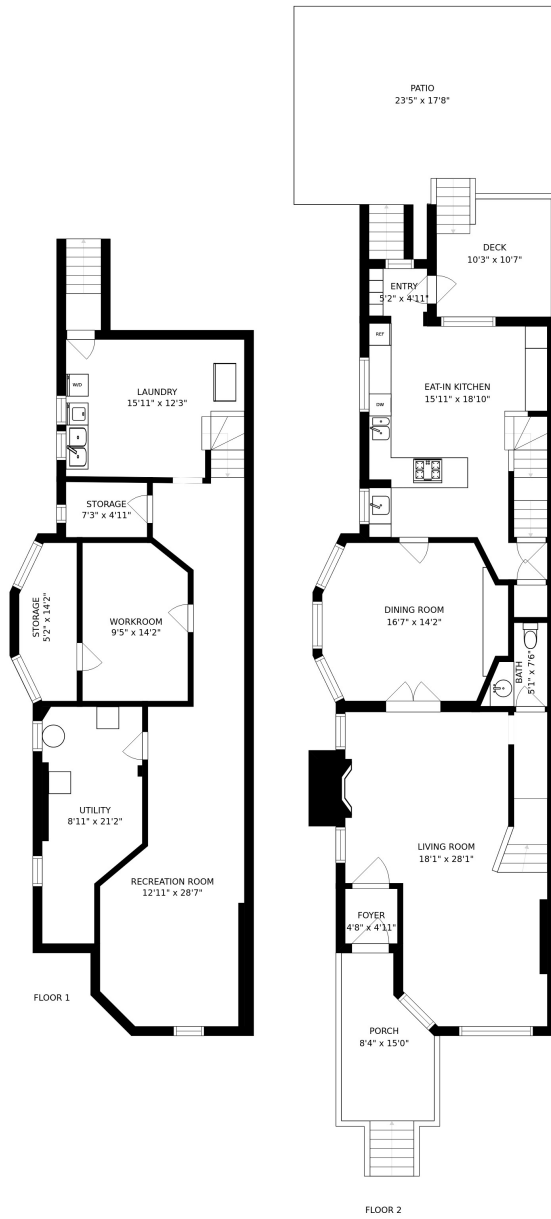 PATIO
23'5" x 17'8"
DECK
10'3" x 10'7"
ENTRY
5'2" x 4'11"
REF
EAT-IN KITCHEN
15'11" x 18'10"
DW
LAUNDRY
15'11" x 12'3"
W/D
STORAGE
7'3" x 4'11"
STORAGE
5'2" x 14'2"
WORKROOM
9'5" x 14'2"
DINING ROOM
16'7" x 14'2"
BATH
5'1" x 7'6"
UTILITY
8'11" x 21'2"
LIVING ROOM
18'1" x 28'1"
RECREATION ROOM
12'11" x 28'7"
FOYER
4'8" x 4'11"
FLOOR 1
PORCH
8'4" x 15'0"
FLOOR 2